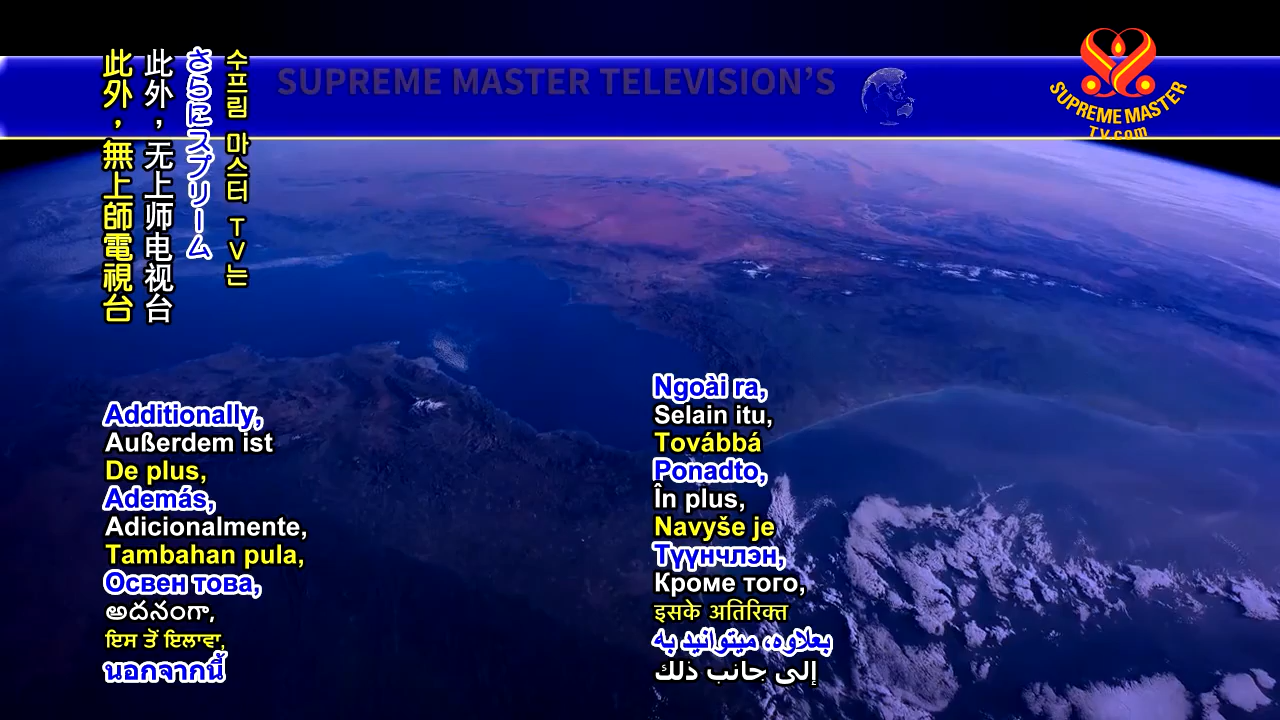 SUPREME MASTER TELEVISION'S
SUPREME MASTER
TV.com
此外，無上師電視台
此外，无上师电视台
さらにスプリーム
수프림 마스터 TV는
Additionally,
Außerdem ist
De plus,
Además,
Adicionalmente,
Tambahan pula,
Освен това,
అదనంగా,
ਇਸ ਤੋਂ ਇਲਾਵਾ,
นอกจากนี้
Ngoài ra,
Selain itu,
Továbbá
Ponadto,
În plus,
Navyše je
Түүнчлэн,
Кроме того,
इसके अतिरिक्त
بعلاوه، میتوانید به
إلى جانب ذلك